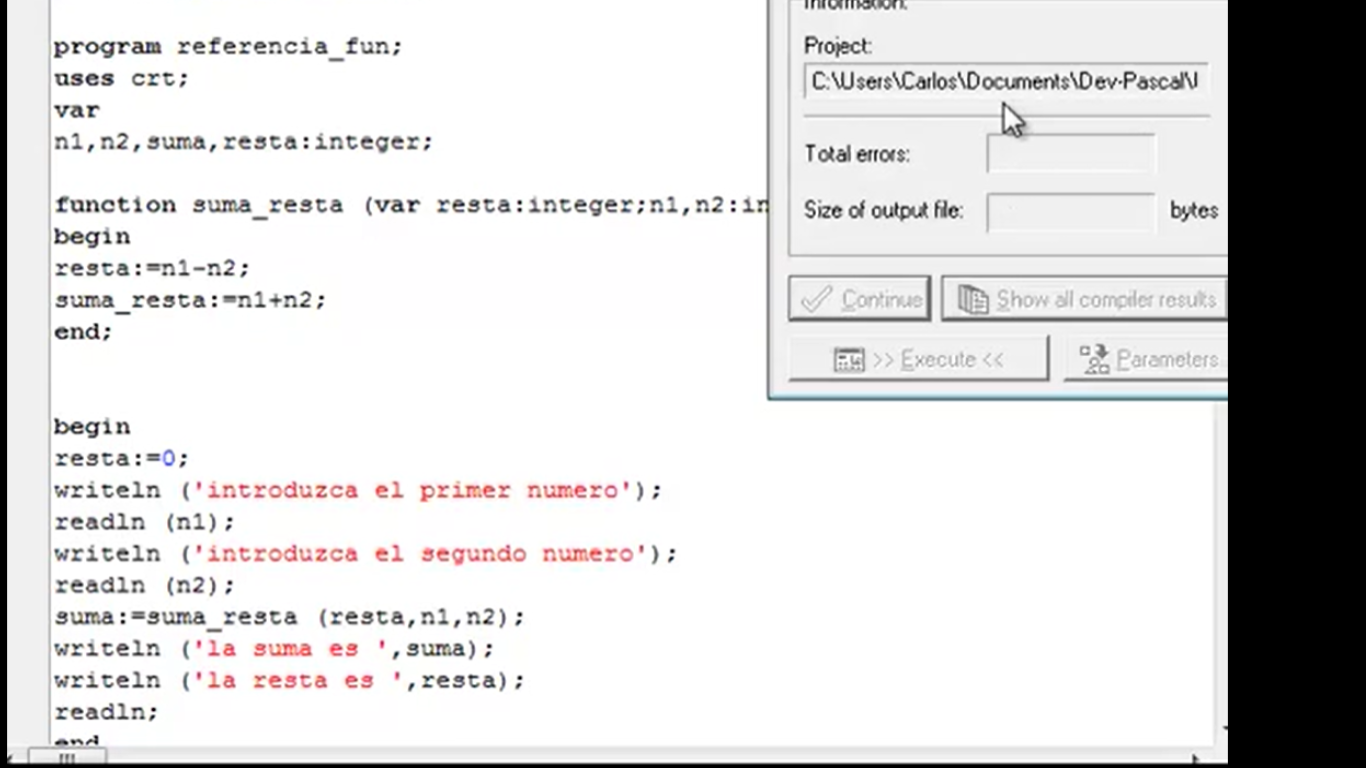 program referencia_fun;
uses crt;
var
n1,n2,suma,resta:integer;
function suma_resta (var resta:integer;n1,n2:in
begin
resta:=n1-n2;
suma_resta:=n1+n2;
end;
begin
resta:=0;
writeln ('introduzca el primer numero');
readln (n1);
writeln ('introduzca el segundo numero');
readln (n2);
suma:=suma_resta (resta,n1,n2);
writeln ('la suma es ',suma);
writeln ('la resta es ',resta);
readln;
end
Information:
Project:
C:\Users\Carlos\Documents\Dev-Pascal\
Total errors:
Size of output file: bytes
Continue Show all compiler results
>> Execute << Parameters